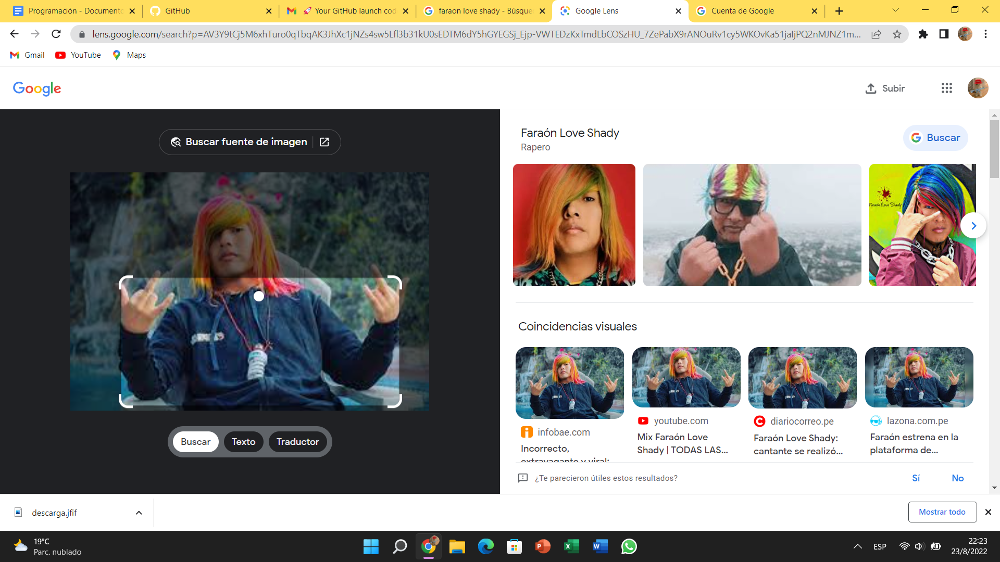 Programación - Documento
GitHub
🚀 Your GitHub launch cod
faraon love shady - Búsque
Google Lens
Cuenta de Google
lens.google.com/search?p=AV3Y9tCj5M6xhTuro0qTbqAK3JhXc1jNZs4sw5Lfl3b31kU0sEDTM6dY5hGYEGSj_Ejp-VWTEDzKxTmdLbCOSzHU_7ZePabX9rANOuRv1cy5WKOvKa51jaIjPQ2nMJNZ1m...
Gmail
YouTube
Maps
Google
Subir
Buscar fuente de imagen
Faraón Love Shady
Rapero
Buscar
Faraón Love Shady
Coincidencias visuales
infobae.com
Incorrecto,
extravagante y viral:
youtube.com
Mix Faraón Love
Shady | TODAS LAS...
diariocorreo.pe
Faraón Love Shady:
cantante se realizó...
lazona.com.pe
Faraón estrena en la
plataforma de...
Buscar
Texto
Traductor
¿Te parecieron útiles estos resultados?
Sí
No
descarga.jfif
Mostrar todo
19°C
Parc. nublado
ESP
22:23
23/8/2022